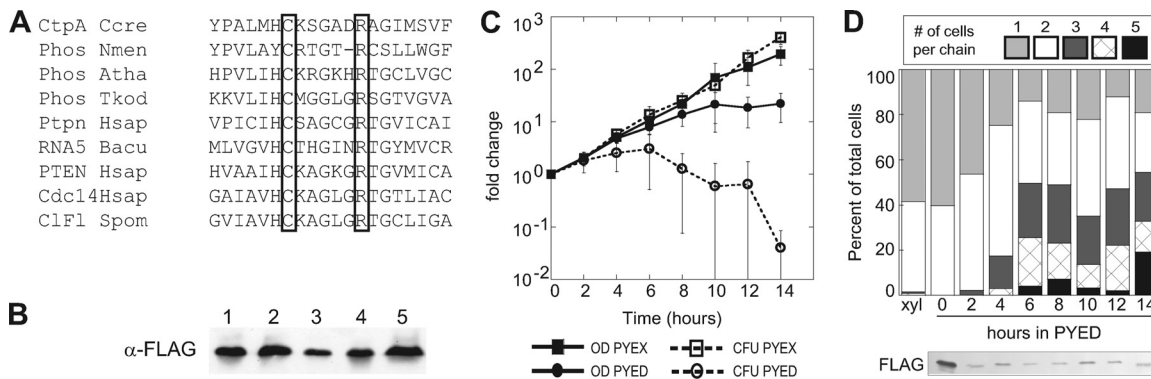 A
CtpA Ccre YPALMHCKSGADRAGIMSVF
Phos Nmen YPVLAYCRTGT-RCSLLWGF
Phos Atha HPVLIHCKRGKHRTGCLVGC
Phos Tkod KKVLIHCMGGLGRSGTVGVA
Ptpn Hsap VPICIHCSAGCGRTGVICAI
RNA5 Bacu MLVGVHCTHGINRTGYMVCR
PTEN Hsap HVAAIHCKAGKGRTGVMICA
Cdc14Hsap GAIAVHCKAGLGRTGTLIAC
ClFl Spom GVIAVHCKAGLGRTGCLIGA
B
1 2 3 4 5
α-FLAG
C
fold change
10³
10²
10¹
10⁰
10⁻¹
10⁻²
0 2 4 6 8 10 12 14
Time (hours)
OD PYEX CFU PYEX
OD PYED CFU PYED
D
# of cells per chain
1 2 3 4 5
Percent of total cells
100
80
60
40
20
0
xyl 0 2 4 6 8 10 12 14
hours in PYED
FLAG